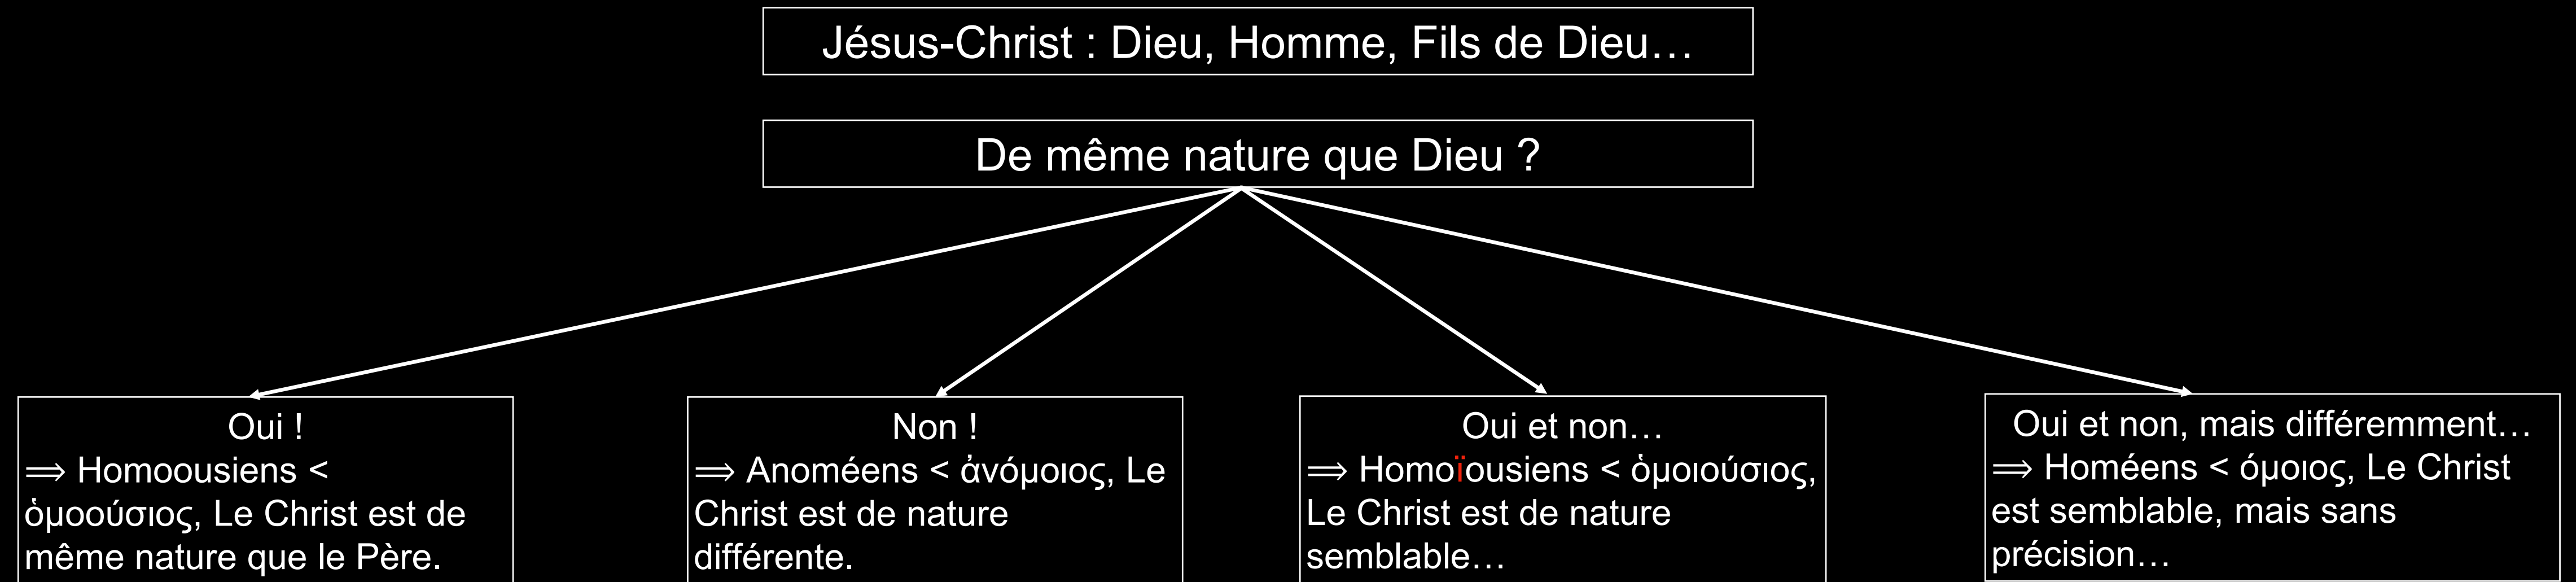 Jésus-Christ : Dieu, Homme, Fils de Dieu…
De même nature que Dieu ?
Oui !
⟹ Homoousiens <
ὁμοούσιος, Le Christ est de
même nature que le Père.
Non !
⟹ Anoméens < ἀνόμοιος, Le
Christ est de nature
différente.
Oui et non…
⟹ Homoïousiens < ὁμοιούσιος,
Le Christ est de nature
semblable…
Oui et non, mais différemment…
⟹ Homéens < όμοιος, Le Christ
est semblable, mais sans
précision…